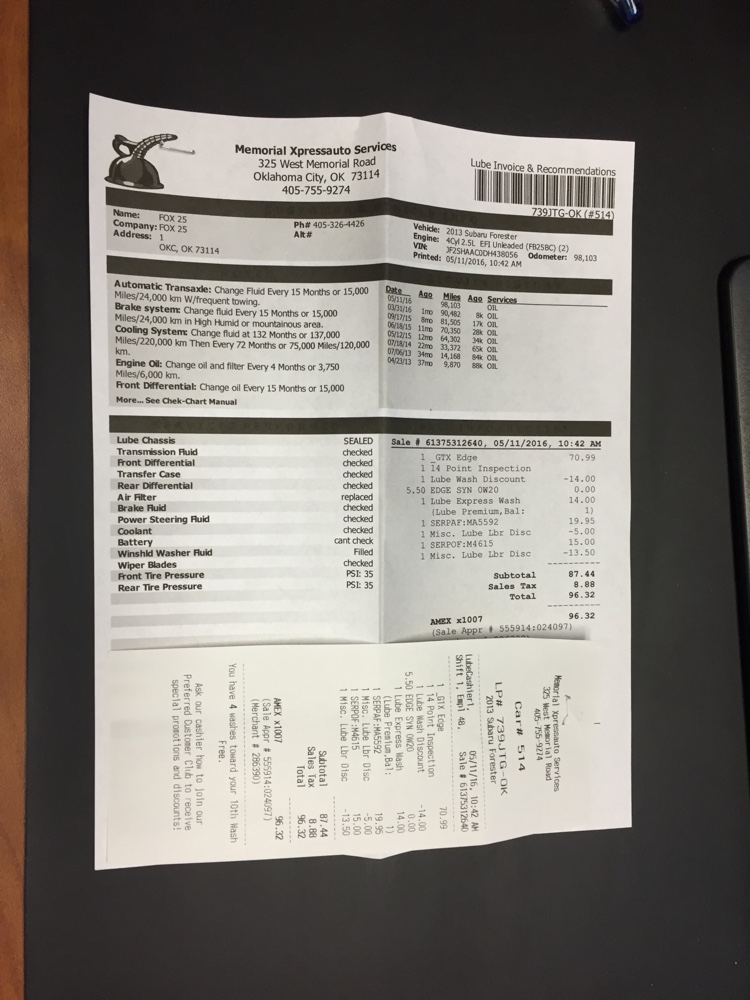 Memorial Xpressauto Services
325 West Memorial Road
Oklahoma City, OK 73114
405-755-9274
Lube Invoice & Recommendations
739JTG-OK (#514)
Name: FOX 25
Company: FOX 25
Address: 1
OKC, OK 73114
Ph# 405-326-4426
Alt#
Vehicle: 2013 Subaru Forester
Engine: 4Cyl 2.5L EFI Unleaded (FB25BC) (2)
VIN: JF2SHAACODH438056 Odometer: 98,103
Printed: 05/11/2016, 10:42 AM
Automatic Transaxle: Change Fluid Every 15 Months or 15,000
Miles/24,000 km W/frequent towing.
Brake system: Change fluid Every 15 Months or 15,000
Miles/24,000 km in High Humid or mountainous area.
Cooling System: Change fluid at 132 Months or 137,000
Miles/220,000 km Then Every 72 Months or 75,000 Miles/120,000
km.
Engine Oil: Change oil and filter Every 4 Months or 3,750
Miles/6,000 km.
Front Differential: Change oil Every 15 Months or 15,000
More... See Chek-Chart Manual
Date Ago Miles Ago Services
05/11/16 98,103 OIL
03/31/16 1mo 90,482 8k OIL
09/17/15 8mo 81,505 17k OIL
06/18/15 11mo 70,350 28k OIL
05/12/15 12mo 64,302 34k OIL
07/18/14 22mo 33,372 65k OIL
07/06/13 34mo 14,168 84k OIL
04/23/13 37mo 9,870 88k OIL
Lube Chassis SEALED
Transmission Fluid checked
Front Differential checked
Transfer Case checked
Rear Differential checked
Air Filter replaced
Brake Fluid checked
Power Steering Fluid checked
Coolant checked
Battery cant check
Winshld Washer Fluid Filled
Wiper Blades checked
Front Tire Pressure PSI: 35
Rear Tire Pressure PSI: 35
Sale # 61375312640, 05/11/2016, 10:42 AM
1 _GTX Edge 70.99
1 14 Point Inspection
1 Lube Wash Discount -14.00
5.50 EDGE SYN 0W20 0.00
1 Lube Express Wash 14.00
(Lube Premium,Bal: 1)
1 SERPAF:MA5592 19.95
1 Misc. Lube Lbr Disc -5.00
1 SERPOF:M4615 15.00
1 Misc. Lube Lbr Disc -13.50
Subtotal 87.44
Sales Tax 8.88
Total 96.32
AMEX x1007 96.32
(Sale Appr # 555914:024097)
Memorial Xpressauto Services
325 West Memorial Road
405-755-9274
Car# 514
LP# 739JTG-OK
2013 Subaru Forester
LubeCashier1, 05/11/16, 10:42 AM
Shift 1, Empl 48, Sale # 61375312640
1 _GTX Edge 70.99
1 14 Point Inspection
1 Lube Wash Discount -14.00
5.50 EDGE SYN 0W20 0.00
1 Lube Express Wash 14.00
(Lube Premium,Bal: 1)
1 SERPAF:MA5592 19.95
1 Misc. Lube Lbr Disc -5.00
1 SERPOF:M4615 15.00
1 Misc. Lube Lbr Disc -13.50
Subtotal 87.44
Sales Tax 8.88
Total 96.32
AMEX x1007 96.32
(Sale Appr # 555914:024097)
(Merchant # 286390)
You have 4 washes toward your 10th Wash
Free.
Ask our cashier how to join our
Preferred Customer Club to receive
special promotions and discounts!